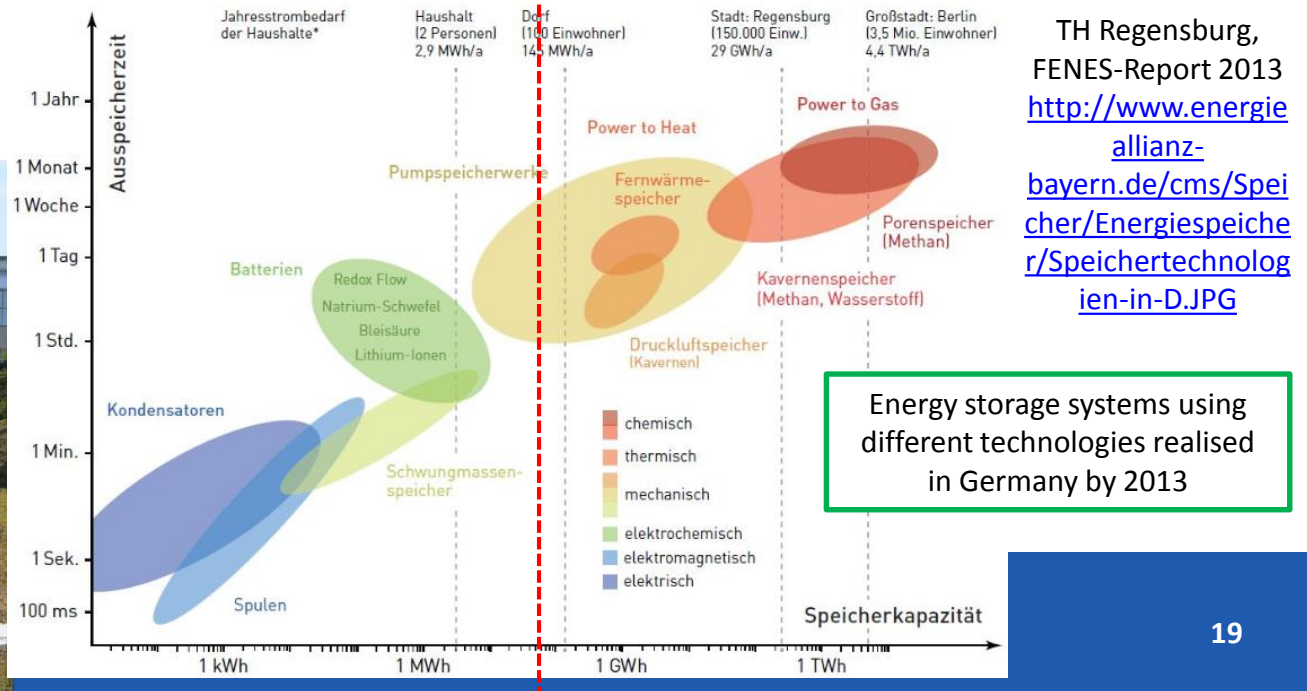 Jahresstrombedarf
der Haushalte*
Haushalt
(2 Personen)
2,9 MWh/a
Dorf
(100 Einwohner)
145 MWh/a
Stadt: Regensburg
(150.000 Einw.)
29 GWh/a
Großstadt: Berlin
(3,5 Mio. Einwohner)
4,4 TWh/a
Ausspeicherzeit
1 Jahr
1 Monat
1 Woche
1 Tag
1 Std.
1 Min.
1 Sek.
100 ms
Power to Gas
Power to Heat
Pumpspeicherwerke
Fernwärme-
speicher
Porenspeicher
(Methan)
Batterien
Redox Flow
Natrium-Schwefel
Bleisäure
Lithium-Ionen
Kavernenspeicher
(Methan, Wasserstoff)
Druckluftspeicher
(Kavernen)
Kondensatoren
Schwungmassen-
speicher
Spulen
chemisch
thermisch
mechanisch
elektrochemisch
elektromagnetisch
elektrisch
Speicherkapazität
1 kWh
1 MWh
1 GWh
1 TWh
TH Regensburg,
FENES-Report 2013
http://www.energie
allianz-
bayern.de/cms/Spei
cher/Energiespeiche
r/Speichertechnolog
ien-in-D.JPG
Energy storage systems using
different technologies realised
in Germany by 2013
19